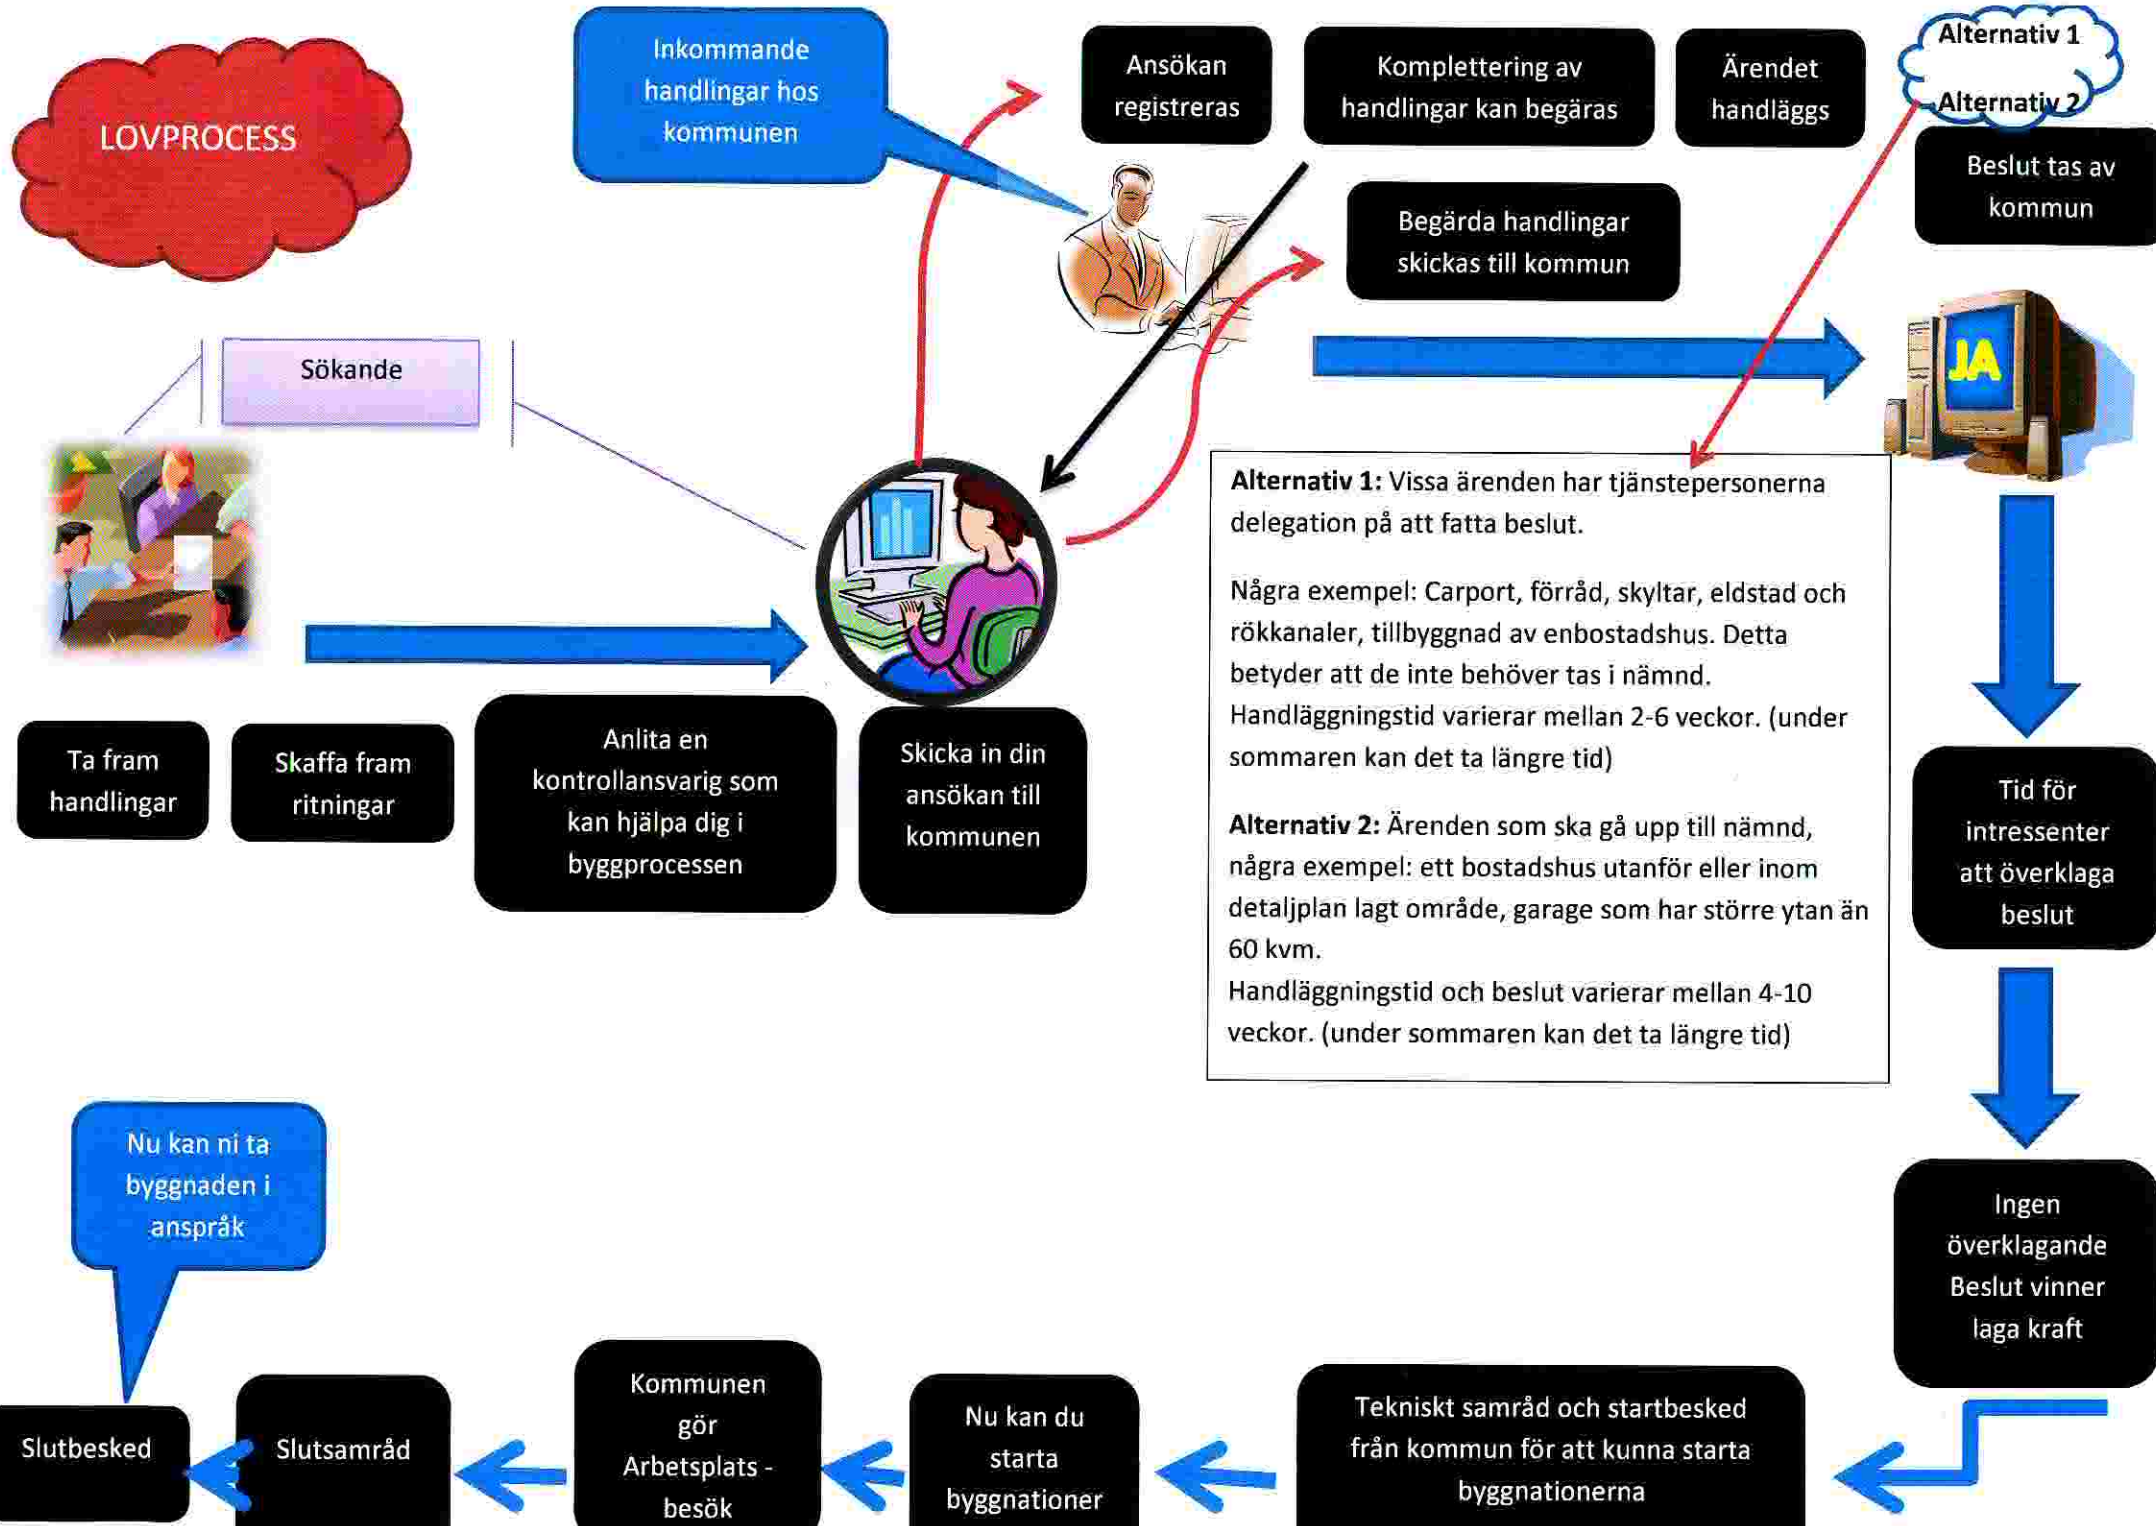 LOVPROCESS
Inkommande
handlingar hos
kommunen
Ansökan
registreras
Komplettering av
handlingar kan begäras
Ärendet
handläggs
Alternativ 1
Alternativ 2
Beslut tas av
kommun
Begärda handlingar
skickas till kommun
JA
Sökande
Ta fram
handlingar
Skaffa fram
ritningar
Anlita en
kontrollansvarig som
kan hjälpa dig i
byggprocessen
Skicka in din
ansökan till
kommunen
Alternativ 1: Vissa ärenden har tjänstepersonerna
delegation på att fatta beslut.
Några exempel: Carport, förråd, skyltar, eldstad och
rökkanaler, tillbyggnad av enbostadshus. Detta
betyder att de inte behöver tas i nämnd.
Handläggningstid varierar mellan 2-6 veckor. (under
sommaren kan det ta längre tid)
Alternativ 2: Ärenden som ska gå upp till nämnd,
några exempel: ett bostadshus utanför eller inom
detaljplan lagt område, garage som har större ytan än
60 kvm.
Handläggningstid och beslut varierar mellan 4-10
veckor. (under sommaren kan det ta längre tid)
Tid för
intressenter
att överklaga
beslut
Ingen
överklagande
Beslut vinner
laga kraft
Tekniskt samråd och startbesked
från kommun för att kunna starta
byggnationerna
Nu kan du
starta
byggnationer
Kommunen
gör
Arbetsplats -
besök
Slutsamråd
Slutbesked
Nu kan ni ta
byggnaden i
anspråk